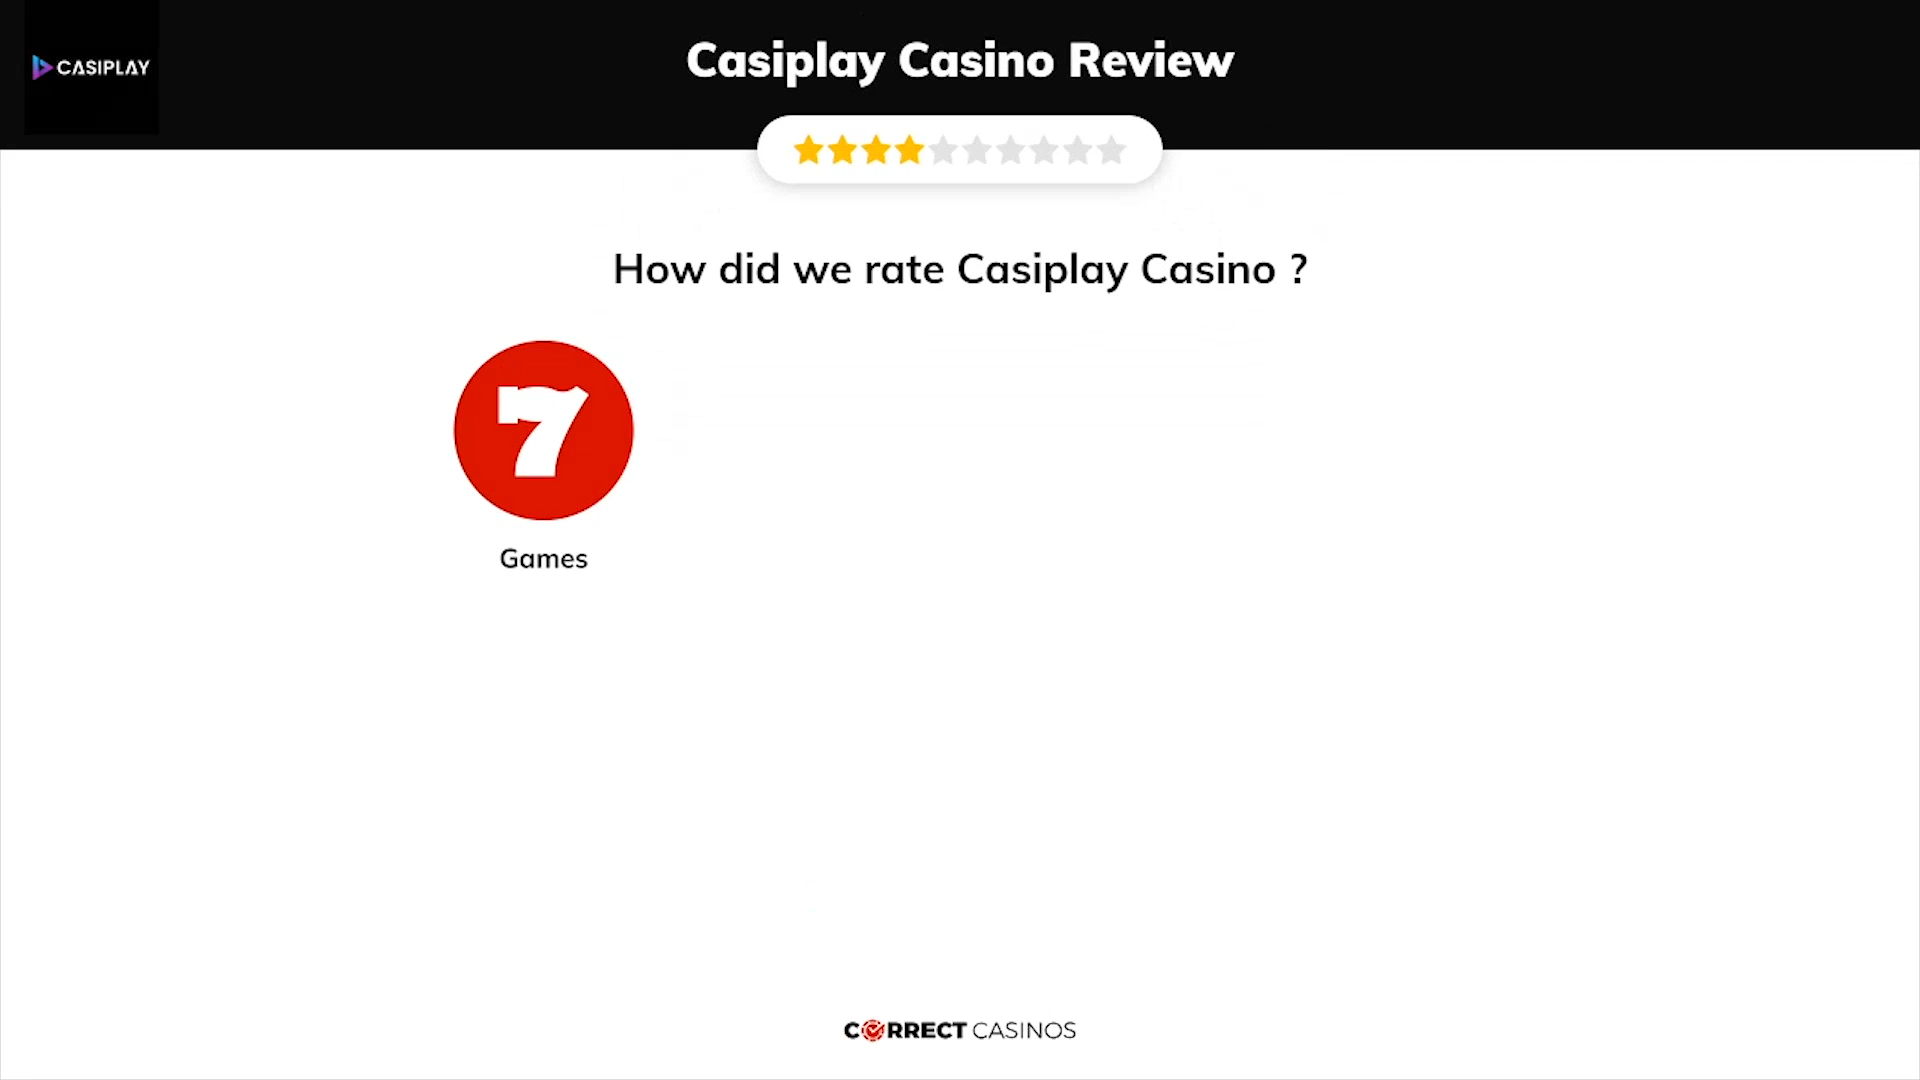 CASIPLAY
Casiplay Casino Review
How did we rate Casiplay Casino ?
7
Games
CORRECT CASINOS